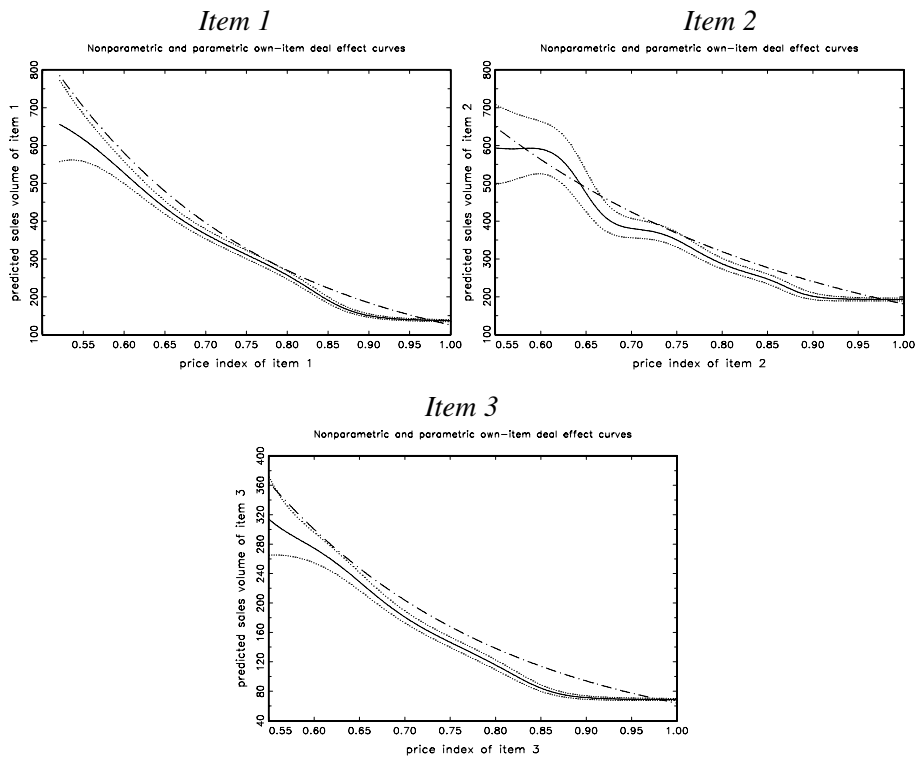 Item 1
Nonparametric and parametric own-item deal effect curves
predicted sales volume of item 1
800
700
600
500
400
300
200
100
0.55 0.60 0.65 0.70 0.75 0.80 0.85 0.90 0.95 1.00
price index of item 1
Item 2
Nonparametric and parametric own-item deal effect curves
predicted sales volume of item 2
800
700
600
500
400
300
200
100
0.55 0.60 0.65 0.70 0.75 0.80 0.85 0.90 0.95 1.00
price index of item 2
Item 3
Nonparametric and parametric own-item deal effect curves
predicted sales volume of item 3
400
360
320
280
240
200
160
120
80
40
0.55 0.60 0.65 0.70 0.75 0.80 0.85 0.90 0.95 1.00
price index of item 3